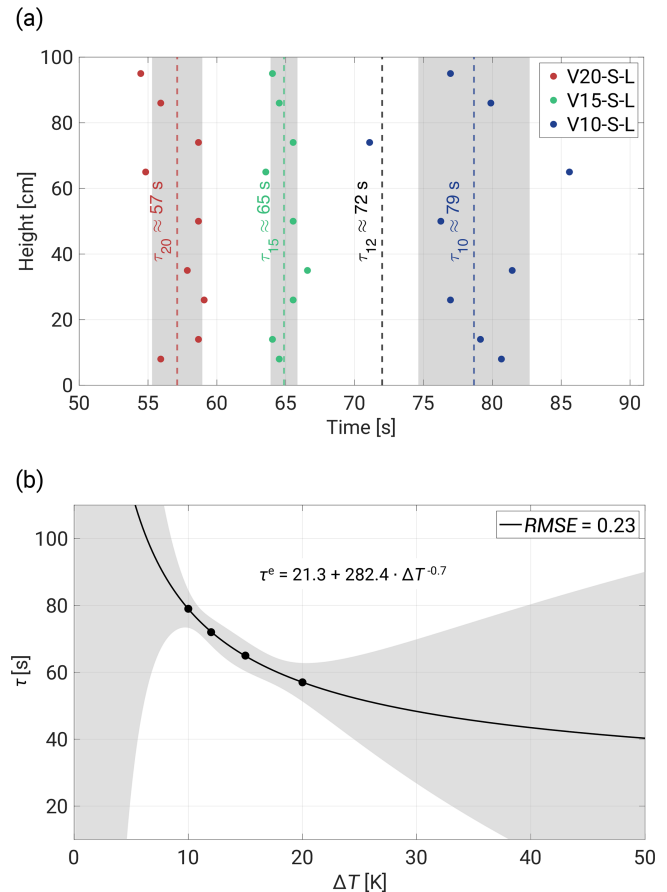 (a)
100
80
60
40
20
0
Height [cm]
V20-S-L
V15-S-L
V10-S-L
τ20 ≈ 57 s
τ15 ≈ 65 s
τ12 ≈ 72 s
τ10 ≈ 79 s
50 55 60 65 70 75 80 85 90
Time [s]
(b)
100
80
60
40
20
τ [s]
RMSE = 0.23
τ^e = 21.3 + 282.4 · ΔT^-0.7
0 10 20 30 40 50
ΔT [K]